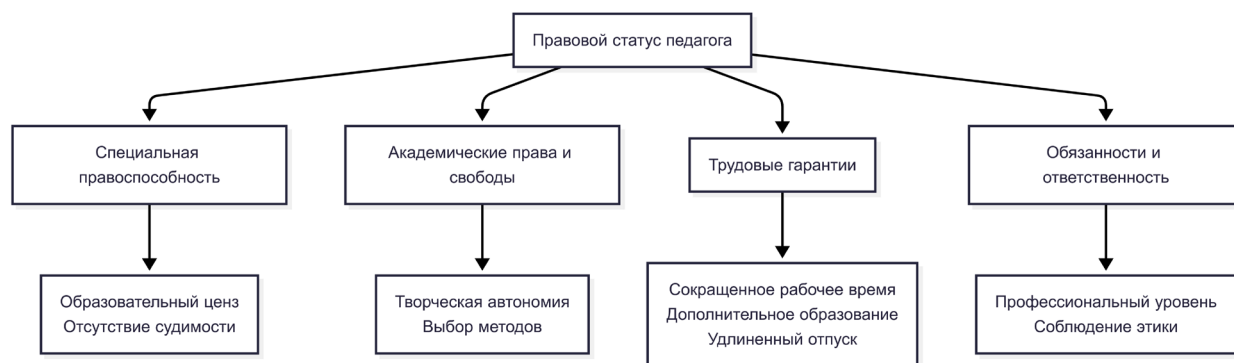 Правовой статус педагога
Специальная
правоспособность
Академические права и
свободы
Трудовые гарантии
Обязанности и
ответственность
Образовательный ценз
Отсутствие судимости
Творческая автономия
Выбор методов
Сокращенное рабочее время
Дополнительное образование
Удлиненный отпуск
Профессиональный уровень
Соблюдение этики